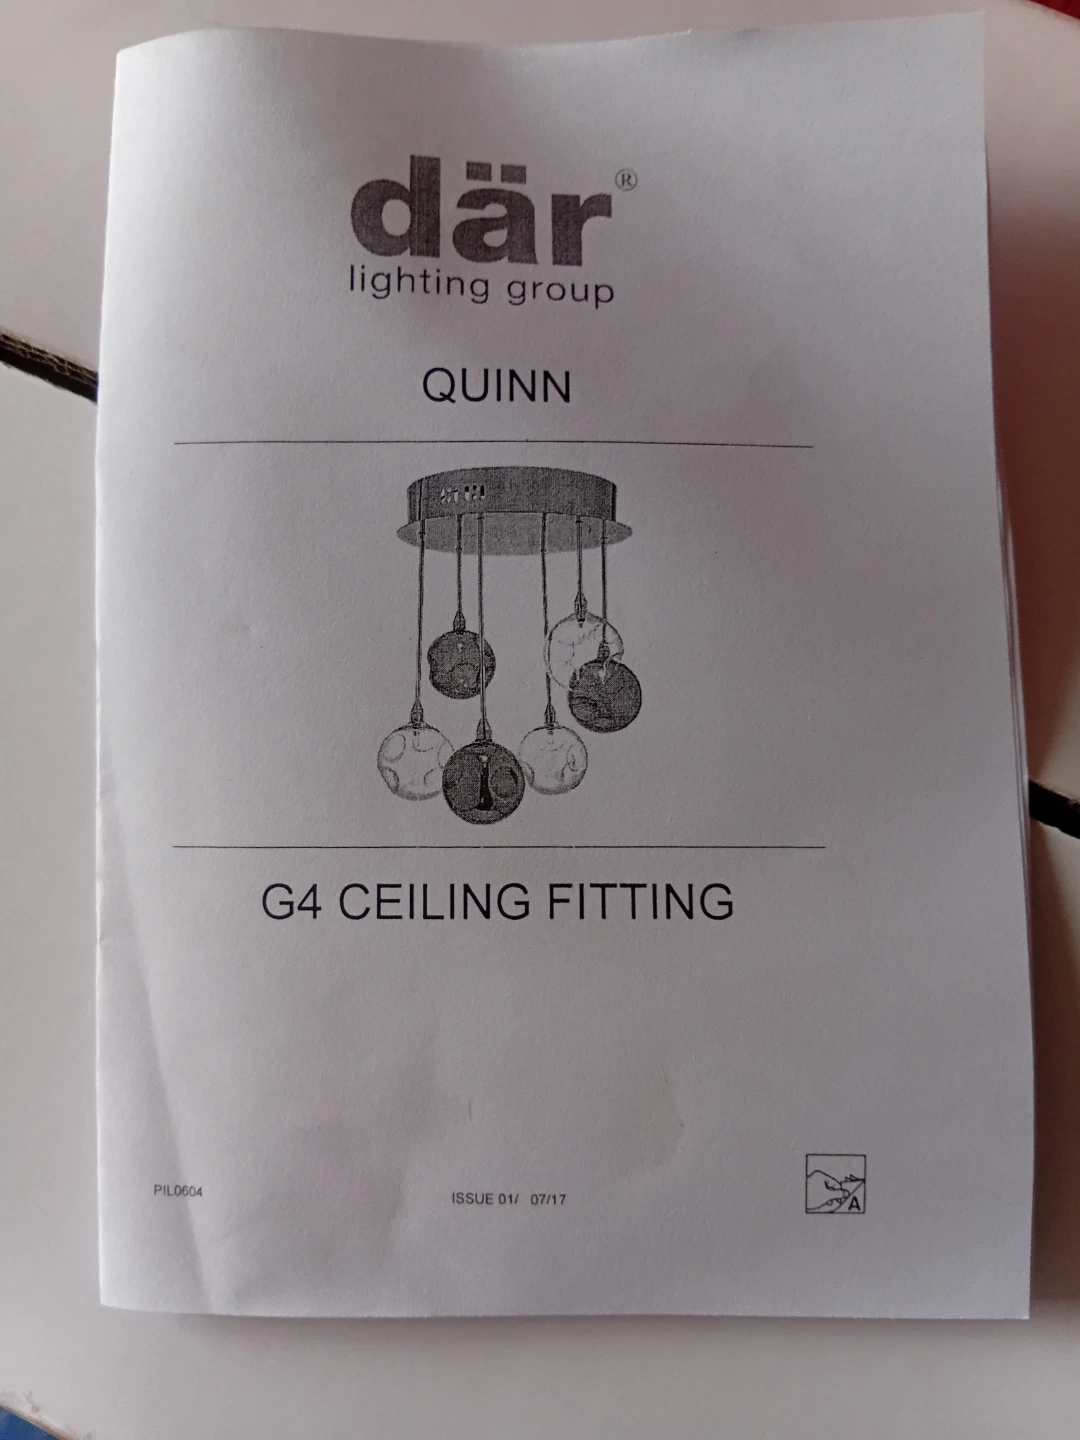 där®
lighting group
QUINN
G4 CEILING FITTING
PIL0604
ISSUE 01/ 07/17
A